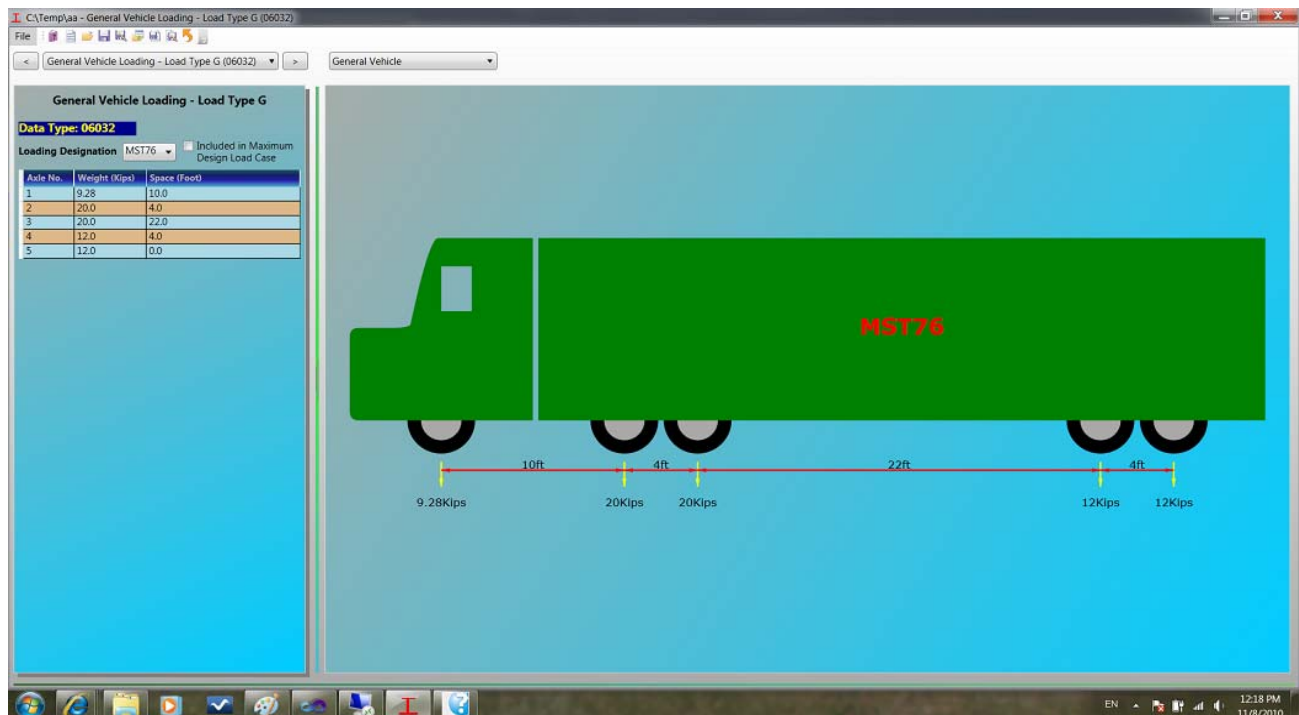 C:\Temp\aa - General Vehicle Loading - Load Type G (06032)
File
< General Vehicle Loading - Load Type G (06032) > General Vehicle
General Vehicle Loading - Load Type G
Data Type: 06032
Loading Designation MST76 Included in Maximum
Design Load Case
Axle No. Weight (Kips) Space (Foot)
1 9.28 10.0
2 20.0 4.0
3 20.0 22.0
4 12.0 4.0
5 12.0 0.0
MST76
10ft 4ft 22ft 4ft
9.28Kips 20Kips 20Kips 12Kips 12Kips
EN 12:18 PM
11/8/2010